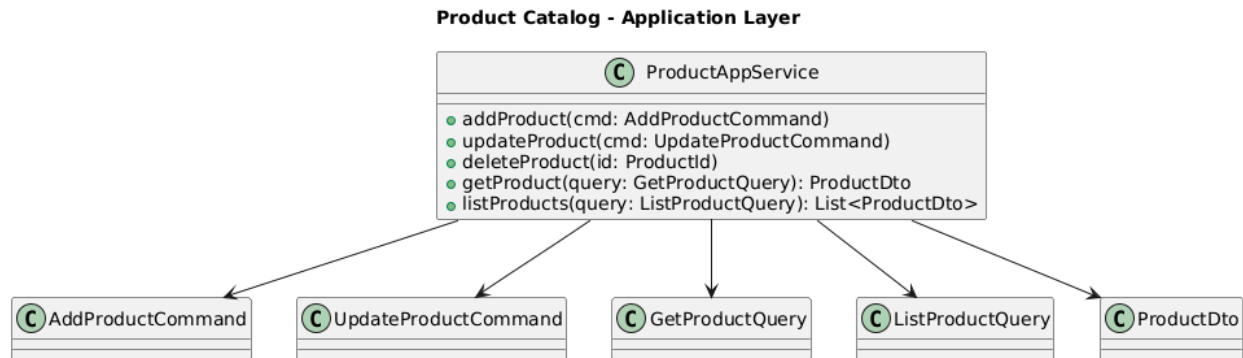 Product Catalog - Application Layer
C ProductAppService
addProduct(cmd: AddProductCommand)
updateProduct(cmd: UpdateProductCommand)
deleteProduct(id: ProductId)
getProduct(query: GetProductQuery): ProductDto
listProducts(query: ListProductQuery): List<ProductDto>
C AddProductCommand
C UpdateProductCommand
C GetProductQuery
C ListProductQuery
C ProductDto